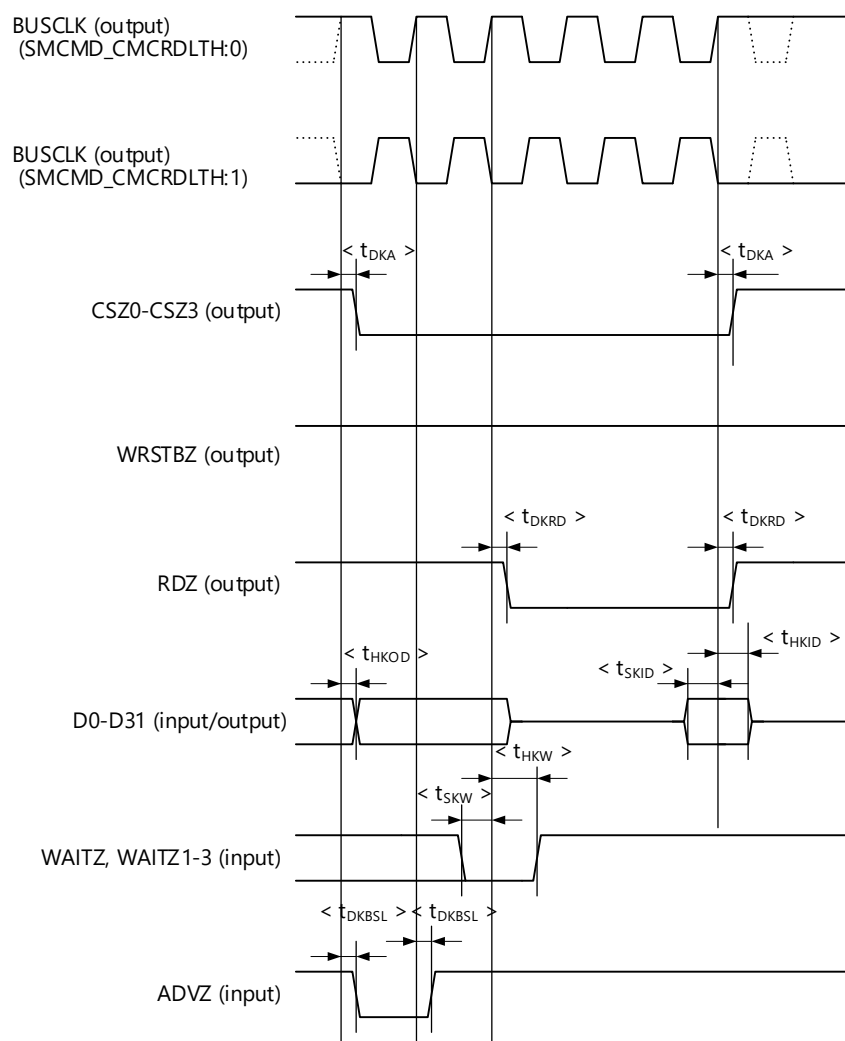 BUSCLK (output)
(SMCMD_CMCRDLTH:0)
BUSCLK (output)
(SMCMD_CMCRDLTH:1)
< tDKA >
< tDKA >
CSZ0-CSZ3 (output)
WRSTBZ (output)
< tDKRD >
< tDKRD >
RDZ (output)
< tHKOD >
< tSKID >
< tHKID >
D0-D31 (input/output)
< tHKW >
< tSKW >
WAITZ, WAITZ1-3 (input)
< tDKBSL >
< tDKBSL >
ADVZ (input)